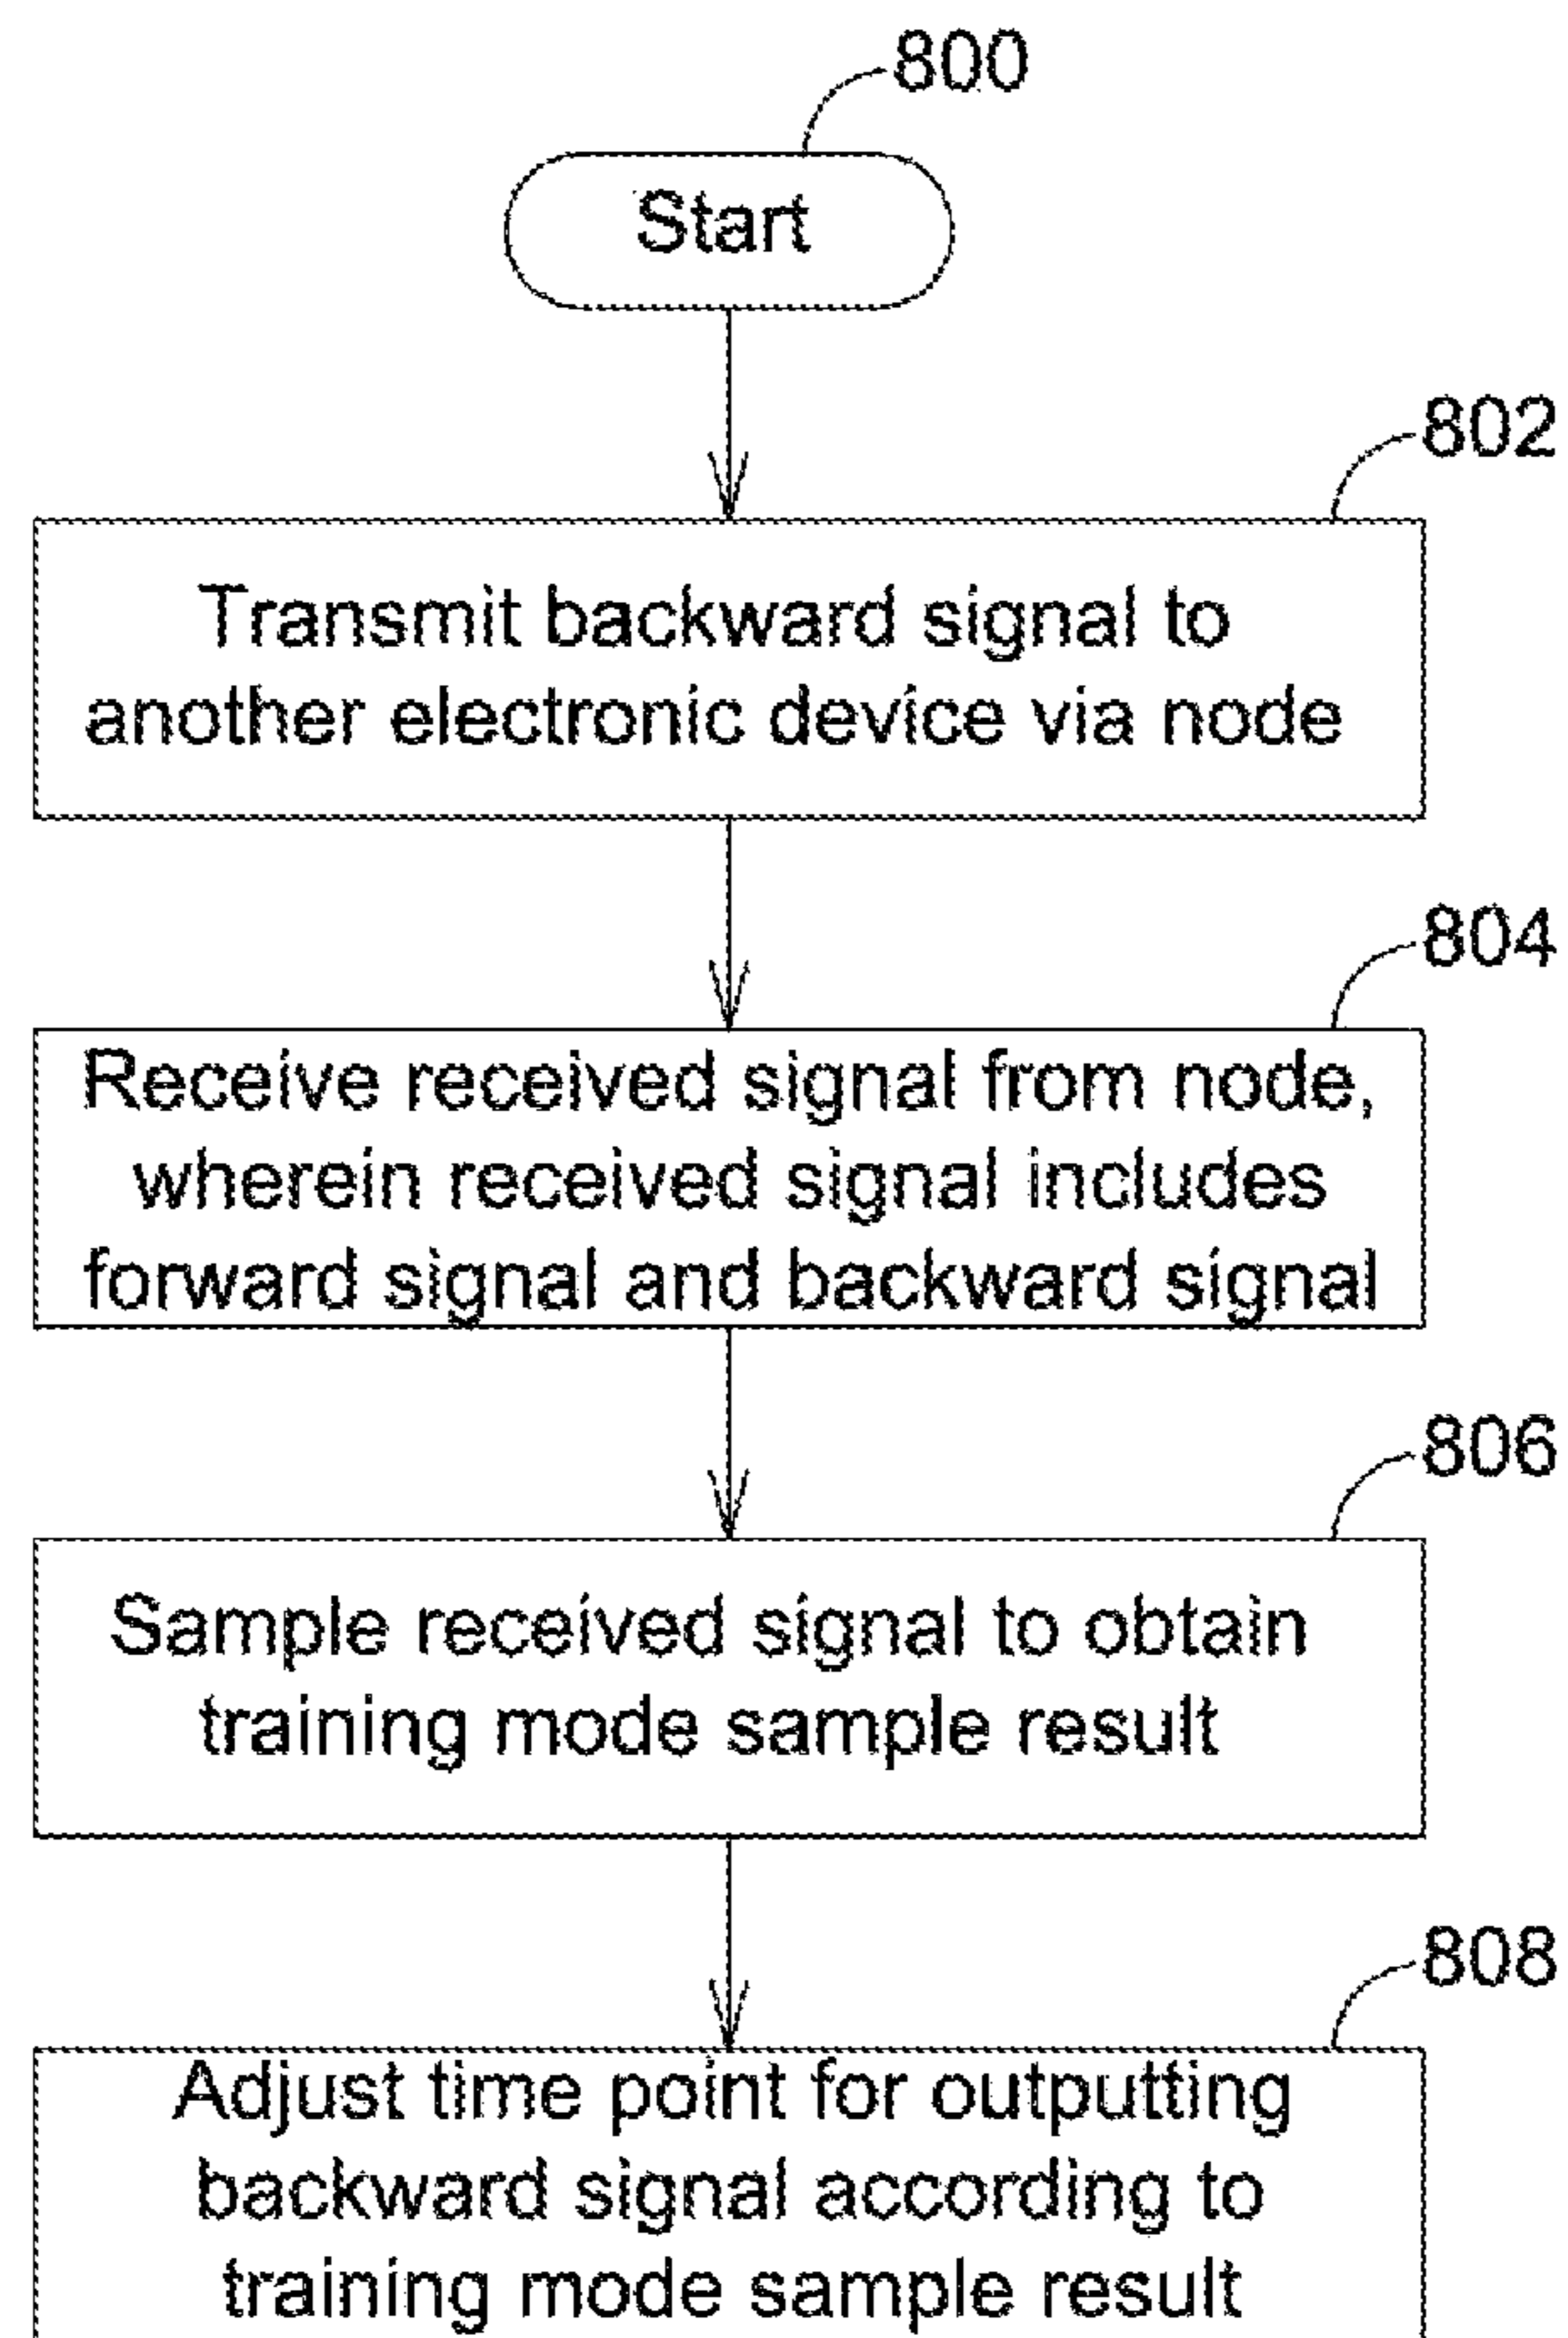 800
Start
802
Transmit backward signal to
another electronic device via node
804
Receive received signal from node,
wherein received signal includes
forward signal and backward signal
806
Sample received signal to obtain
training mode sample result
808
Adjust time point for outputting
backward signal according to
training mode sample result